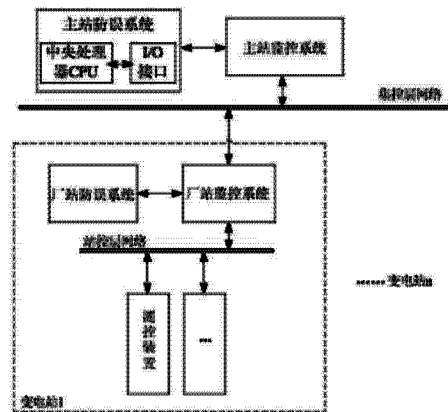 主站防误系统
中央处理
器CPU
I/O
接口
主站监控系统
集控层网络
厂站防误系统
厂站监控系统
站控层网络
遥控装置
...
变电站1
……变电站n